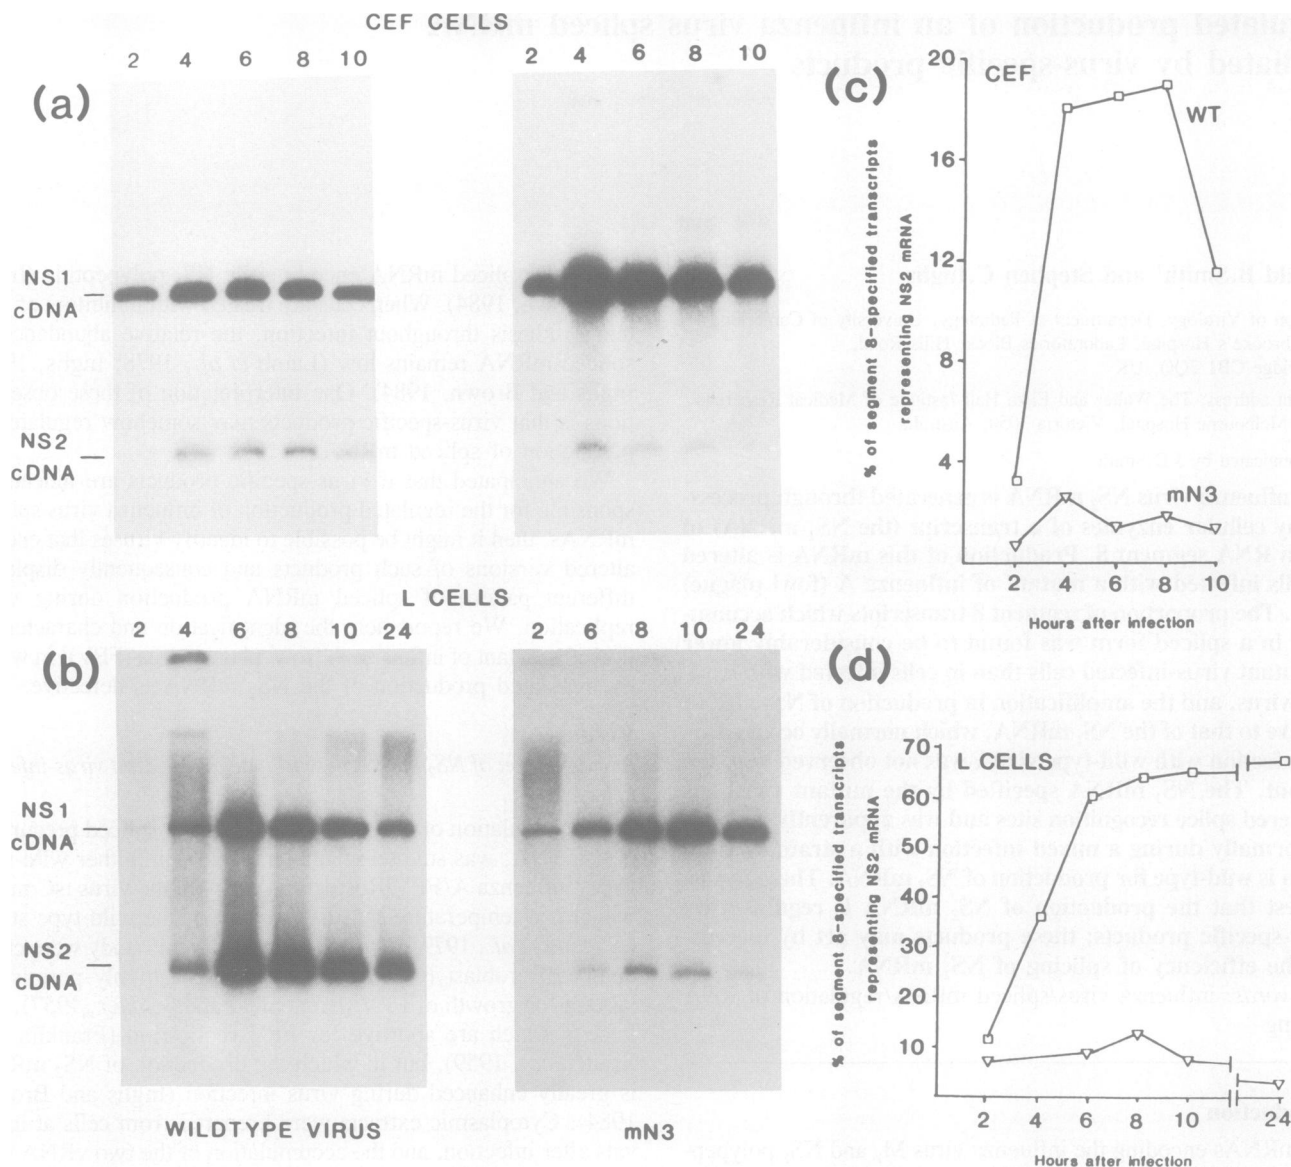 CEF CELLS
2 4 6 8 10
2 4 6 8 10
(a)
NS1
cDNA
NS2
cDNA
L CELLS
2 4 6 8 10 24
2 6 8 10 24
(b)
NS1
cDNA
NS2
cDNA
WILDTYPE VIRUS
mN3
(c)
CEF
WT
mN3
% of segment 8-specified transcripts
representing NS2 mRNA
20
16
12
8
4
2 4 6 8 10
Hours after infection
(d)
L CELLS
% of segment 8 specified transcripts
representing NS2 mRNA
70
60
50
40
30
20
10
2 4 6 8 10 24
Hours after infection